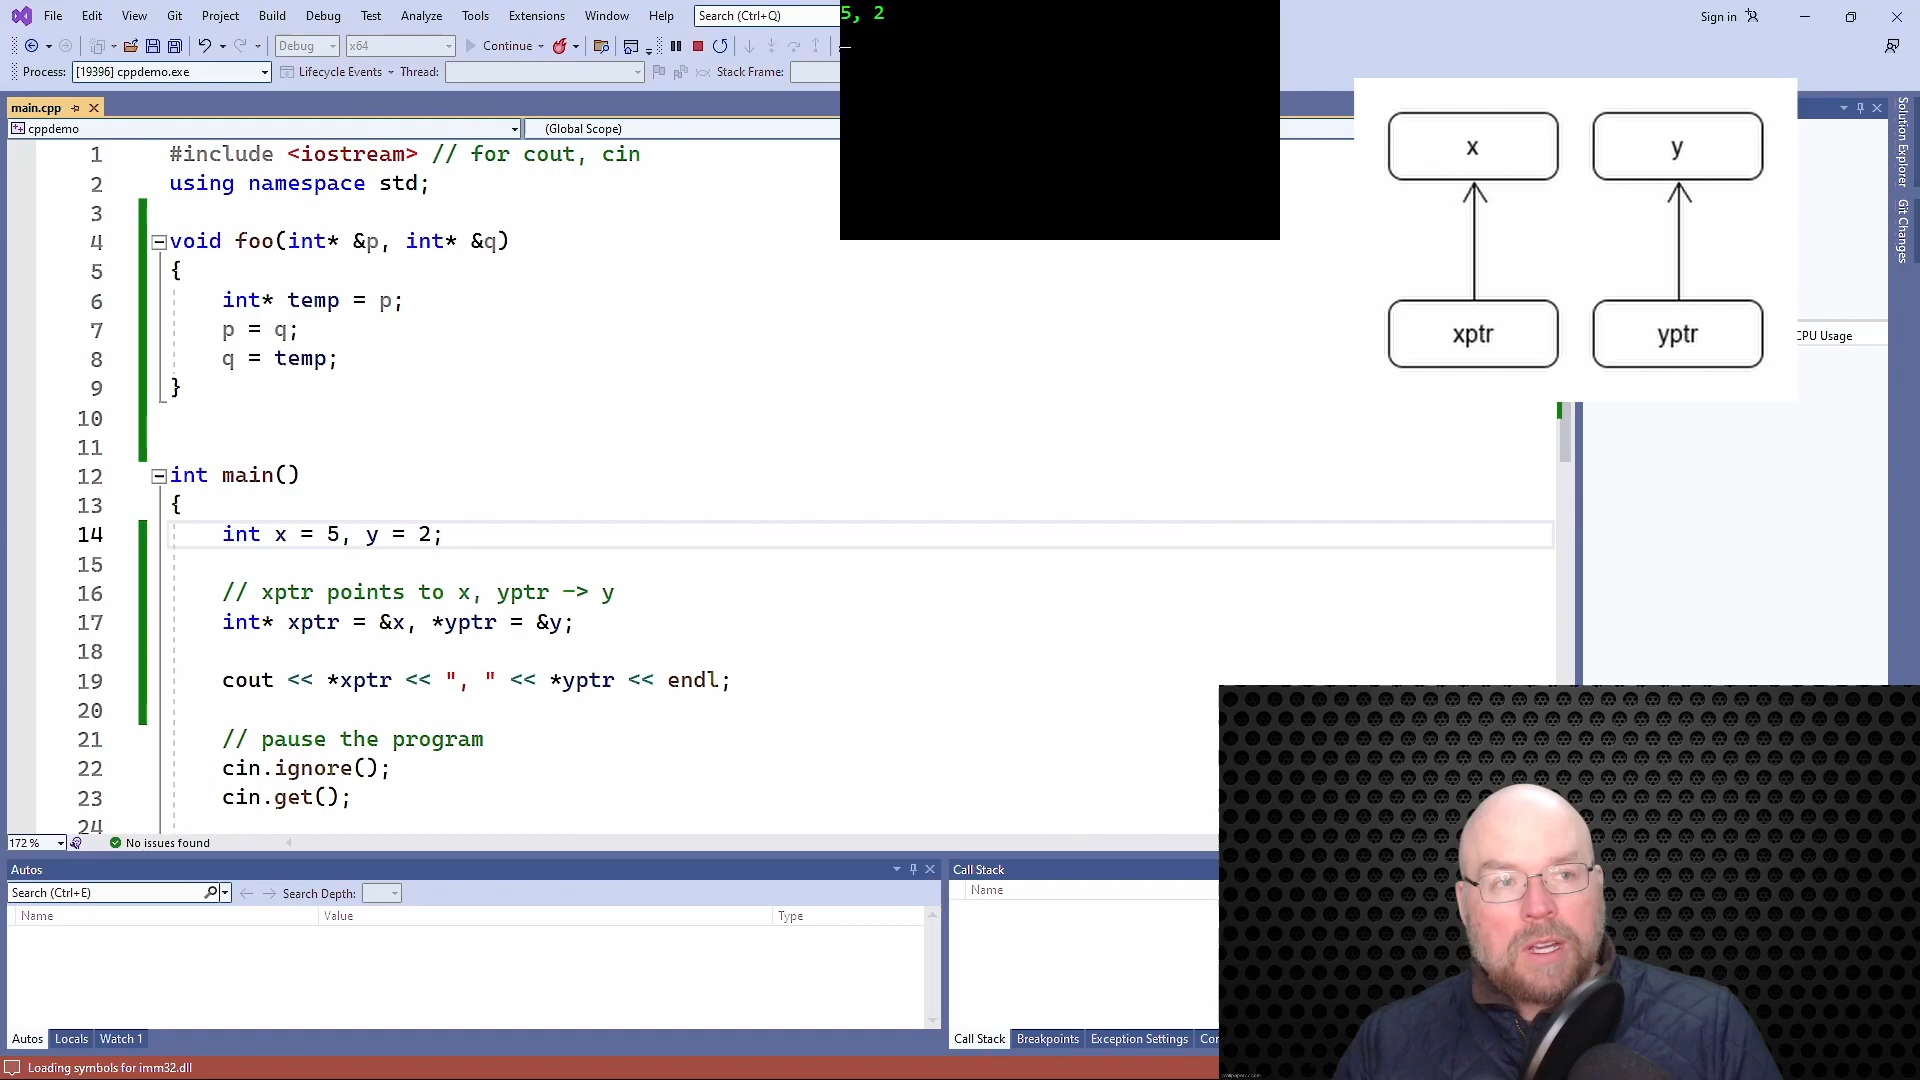 File Edit View Git Project Build Debug Test Analyze Tools Extensions Window Help Search (Ctrl+Q)
Sign in
Debug x64 Continue
Process: [19396] cppdemo.exe Lifecycle Events Thread: Stack Frame:
main.cpp
cppdemo (Global Scope)
1 #include <iostream> // for cout, cin
2 using namespace std;
3
4 void foo(int* &p, int* &q)
5 {
6 int* temp = p;
7 p = q;
8 q = temp;
9 }
10
11
12 int main()
13 {
14 int x = 5, y = 2;
15
16 // xptr points to x, yptr -> y
17 int* xptr = &x, *yptr = &y;
18
19 cout << *xptr << ", " << *yptr << endl;
20
21 // pause the program
22 cin.ignore();
23 cin.get();
24
5, 2
x y
xptr yptr
Solution Explorer
Git Changes
CPU Usage
172 % No issues found
Autos
Search (Ctrl+E) Search Depth:
Name Value Type
Autos Locals Watch 1
Call Stack
Name
Call Stack Breakpoints Exception Settings Cor
Loading symbols for imm32.dll